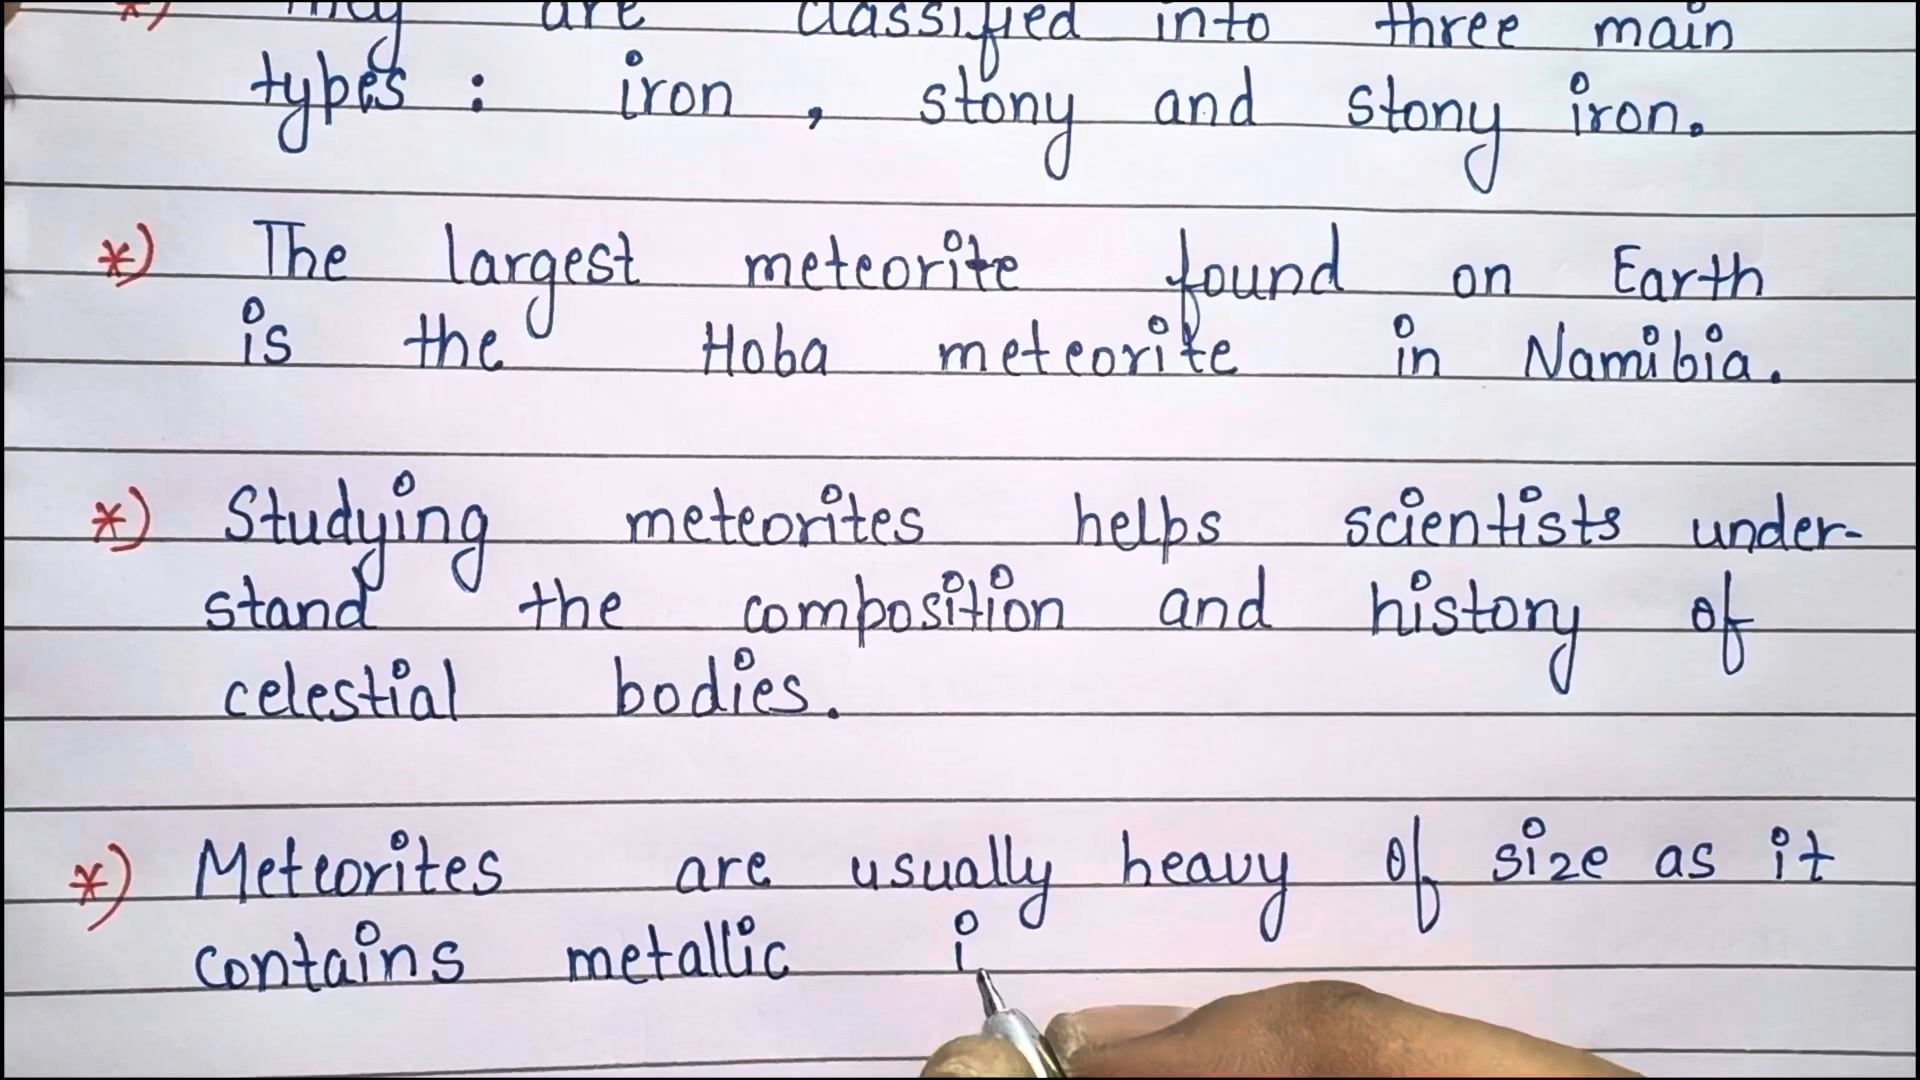 *) They are classified into three main
types : iron , stony and stony iron.
*) The largest meteorite found on Earth
is the Hoba meteorite in Namibia.
*) Studying meteorites helps scientists under-
stand the composition and history of
celestial bodies.
*) Meteorites are usually heavy of size as it
contains metallic i